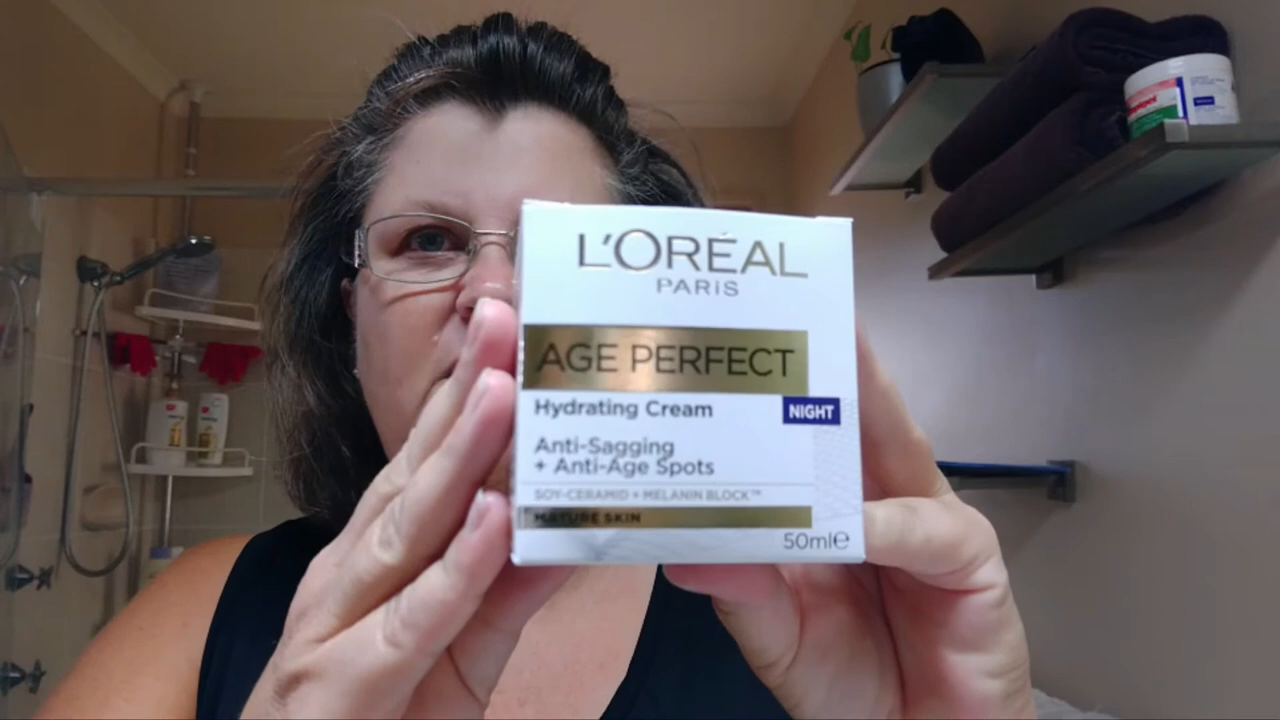 L'ORÉAL
PARIS
AGE PERFECT
Hydrating Cream
NIGHT
Anti-Sagging
+ Anti-Age Spots
SOY-CERAMID + MELANIN BLOCK™
MATURE SKIN
50ml℮